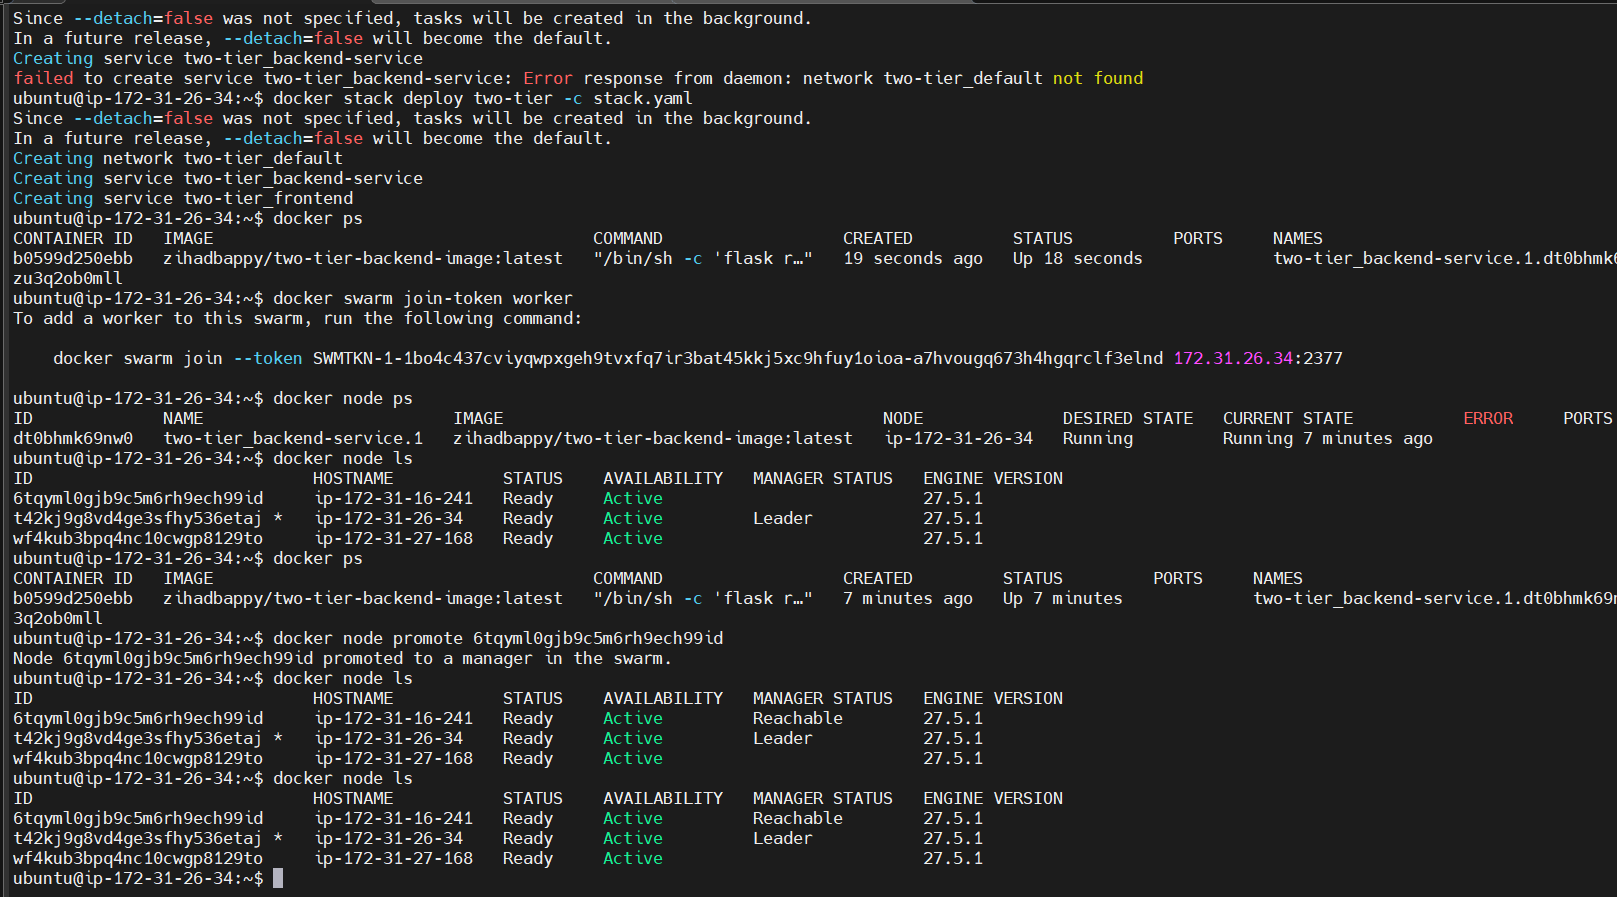 Since --detach=false was not specified, tasks will be created in the background.
In a future release, --detach=false will become the default.
Creating service two-tier_backend-service
failed to create service two-tier_backend-service: Error response from daemon: network two-tier_default not found
ubuntu@ip-172-31-26-34:~$ docker stack deploy two-tier -c stack.yaml
Since --detach=false was not specified, tasks will be created in the background.
In a future release, --detach=false will become the default.
Creating network two-tier_default
Creating service two-tier_backend-service
Creating service two-tier_frontend
ubuntu@ip-172-31-26-34:~$ docker ps
CONTAINER ID   IMAGE                                      COMMAND                  CREATED          STATUS          PORTS     NAMES
b0599d250ebb   zihadbappy/two-tier-backend-image:latest   "/bin/sh -c 'flask r…"   19 seconds ago   Up 18 seconds             two-tier_backend-service.1.dt0bhmk6
zu3q2ob0mll
ubuntu@ip-172-31-26-34:~$ docker swarm join-token worker
To add a worker to this swarm, run the following command:
    docker swarm join --token SWMTKN-1-1bo4c437cviyqwpxgeh9tvxfq7ir3bat45kkj5xc9hfuy1oioa-a7hvougq673h4hgqrclf3elnd 172.31.26.34:2377
ubuntu@ip-172-31-26-34:~$ docker node ps
ID             NAME                         IMAGE                                      NODE              DESIRED STATE   CURRENT STATE           ERROR     PORTS
dt0bhmk69nw0   two-tier_backend-service.1   zihadbappy/two-tier-backend-image:latest   ip-172-31-26-34   Running         Running 7 minutes ago
ubuntu@ip-172-31-26-34:~$ docker node ls
ID                            HOSTNAME           STATUS    AVAILABILITY   MANAGER STATUS   ENGINE VERSION
6tqyml0gjb9c5m6rh9ech99id     ip-172-31-16-241   Ready     Active                          27.5.1
t42kj9g8vd4ge3sfhy536etaj *   ip-172-31-26-34    Ready     Active         Leader           27.5.1
wf4kub3bpq4nc10cwgp8129to     ip-172-31-27-168   Ready     Active                          27.5.1
ubuntu@ip-172-31-26-34:~$ docker ps
CONTAINER ID   IMAGE                                      COMMAND                  CREATED         STATUS         PORTS     NAMES
b0599d250ebb   zihadbappy/two-tier-backend-image:latest   "/bin/sh -c 'flask r…"   7 minutes ago   Up 7 minutes             two-tier_backend-service.1.dt0bhmk69n
3q2ob0mll
ubuntu@ip-172-31-26-34:~$ docker node promote 6tqyml0gjb9c5m6rh9ech99id
Node 6tqyml0gjb9c5m6rh9ech99id promoted to a manager in the swarm.
ubuntu@ip-172-31-26-34:~$ docker node ls
ID                            HOSTNAME           STATUS    AVAILABILITY   MANAGER STATUS   ENGINE VERSION
6tqyml0gjb9c5m6rh9ech99id     ip-172-31-16-241   Ready     Active         Reachable        27.5.1
t42kj9g8vd4ge3sfhy536etaj *   ip-172-31-26-34    Ready     Active         Leader           27.5.1
wf4kub3bpq4nc10cwgp8129to     ip-172-31-27-168   Ready     Active                          27.5.1
ubuntu@ip-172-31-26-34:~$ docker node ls
ID                            HOSTNAME           STATUS    AVAILABILITY   MANAGER STATUS   ENGINE VERSION
6tqyml0gjb9c5m6rh9ech99id     ip-172-31-16-241   Ready     Active         Reachable        27.5.1
t42kj9g8vd4ge3sfhy536etaj *   ip-172-31-26-34    Ready     Active         Leader           27.5.1
wf4kub3bpq4nc10cwgp8129to     ip-172-31-27-168   Ready     Active                          27.5.1
ubuntu@ip-172-31-26-34:~$